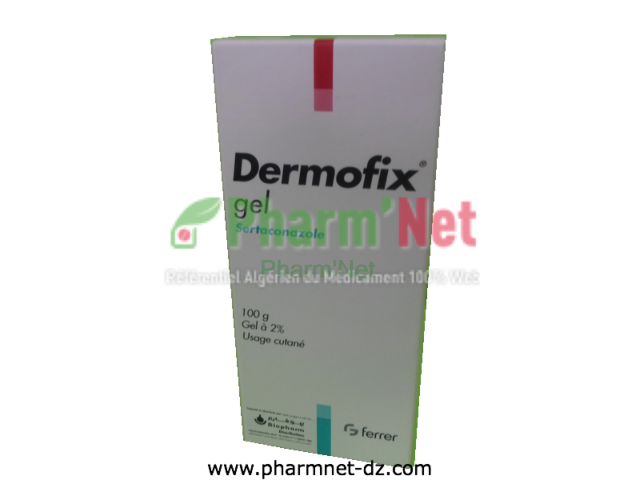 Dermofix®
gel
Sertaconazole
Pharm'Net
Pharm'Net
Référentiel Algérien du Médicament 100% Web
100 g
Gel à 2%
Usage cutané
Biopharm
ferrer
www.pharmnet-dz.com